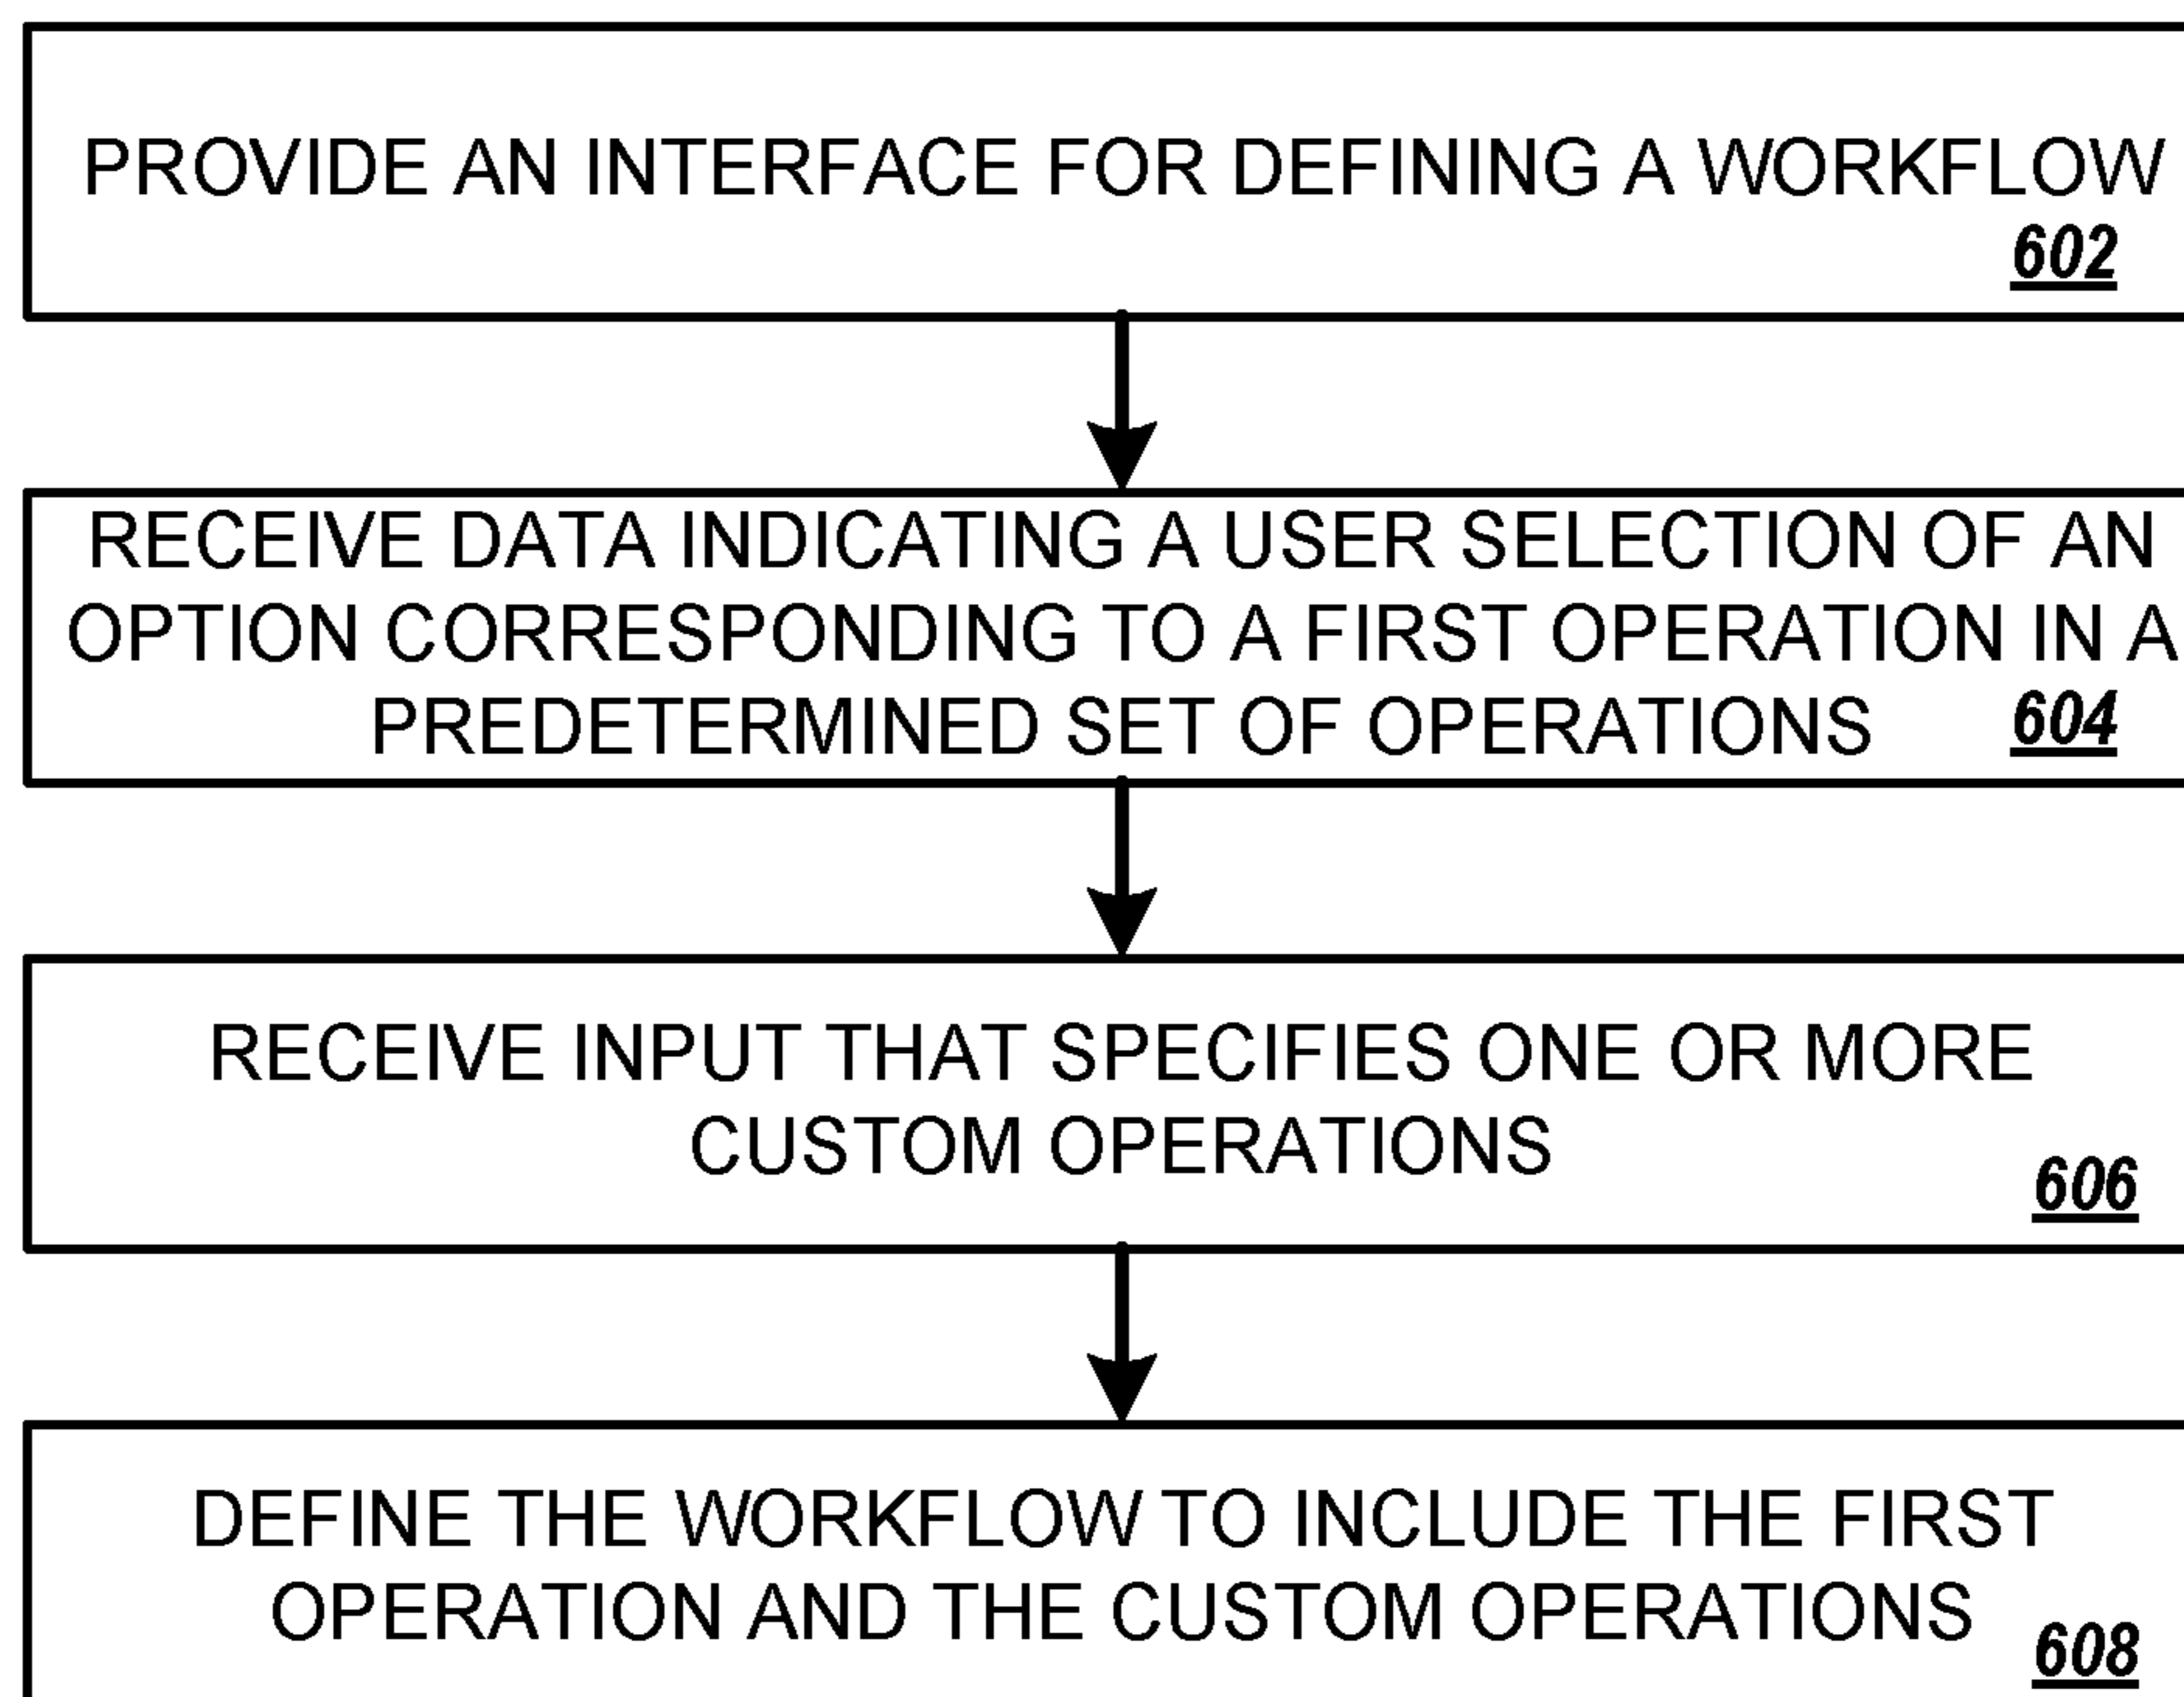 PROVIDE AN INTERFACE FOR DEFINING A WORKFLOW
602
RECEIVE DATA INDICATING A USER SELECTION OF AN
OPTION CORRESPONDING TO A FIRST OPERATION IN A
PREDETERMINED SET OF OPERATIONS 604
RECEIVE INPUT THAT SPECIFIES ONE OR MORE
CUSTOM OPERATIONS
606
DEFINE THE WORKFLOW TO INCLUDE THE FIRST
OPERATION AND THE CUSTOM OPERATIONS
608